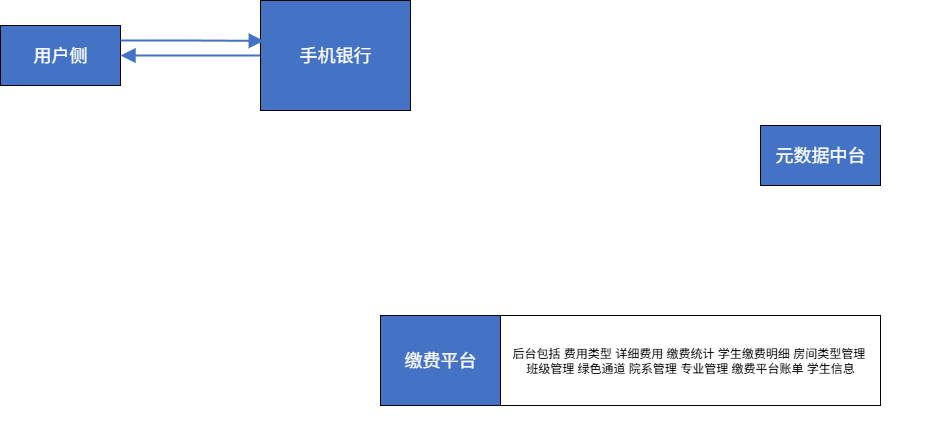 用户侧
手机银行
元数据中台
缴费平台
后台包括 费用类型 详细费用 缴费统计 学生缴费明细 房间类型管理
班级管理 绿色通道 院系管理 专业管理 缴费平台账单 学生信息